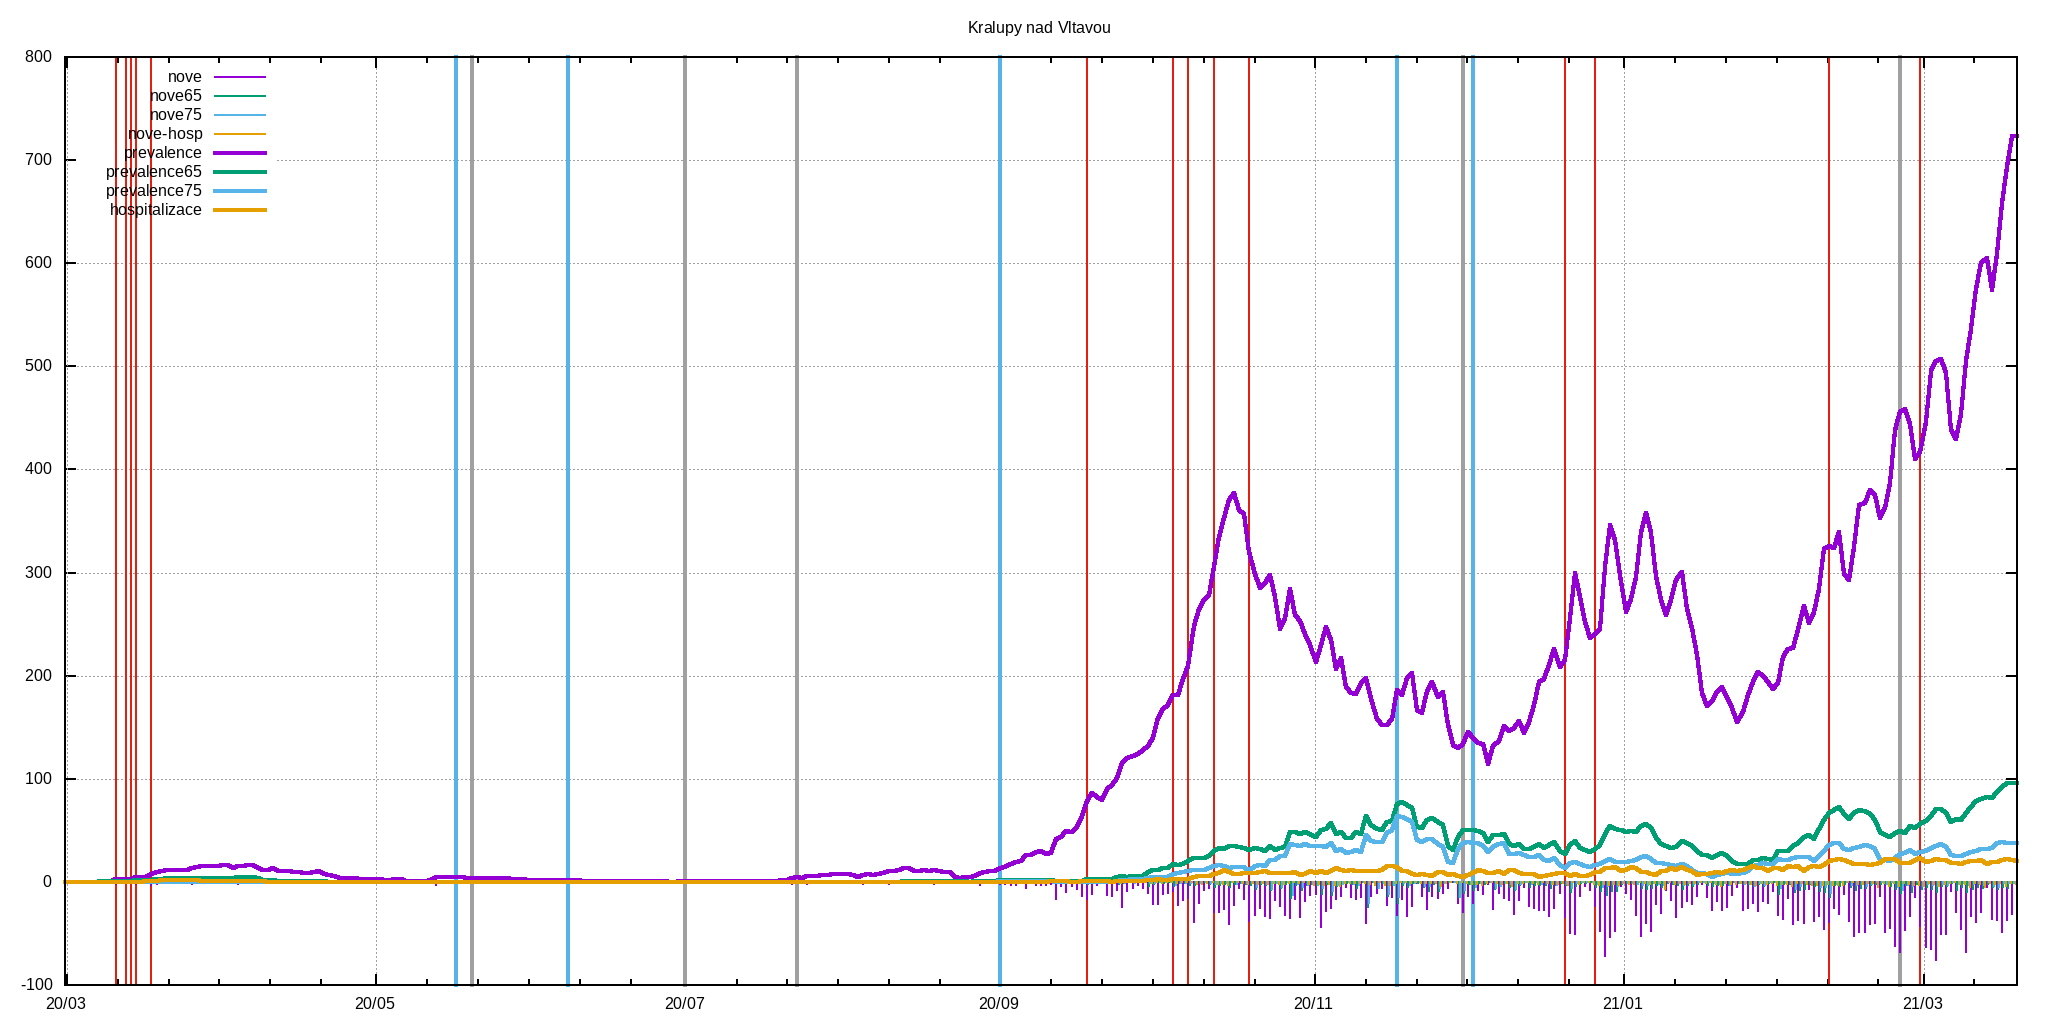 Kralupy nad Vltavou
800
700
600
500
400
300
200
100
0
-100
nove
nove65
nove75
nove-hosp
prevalence
prevalence65
prevalence75
hospitalizace
20/03 20/05 20/07 20/09 20/11 21/01 21/03